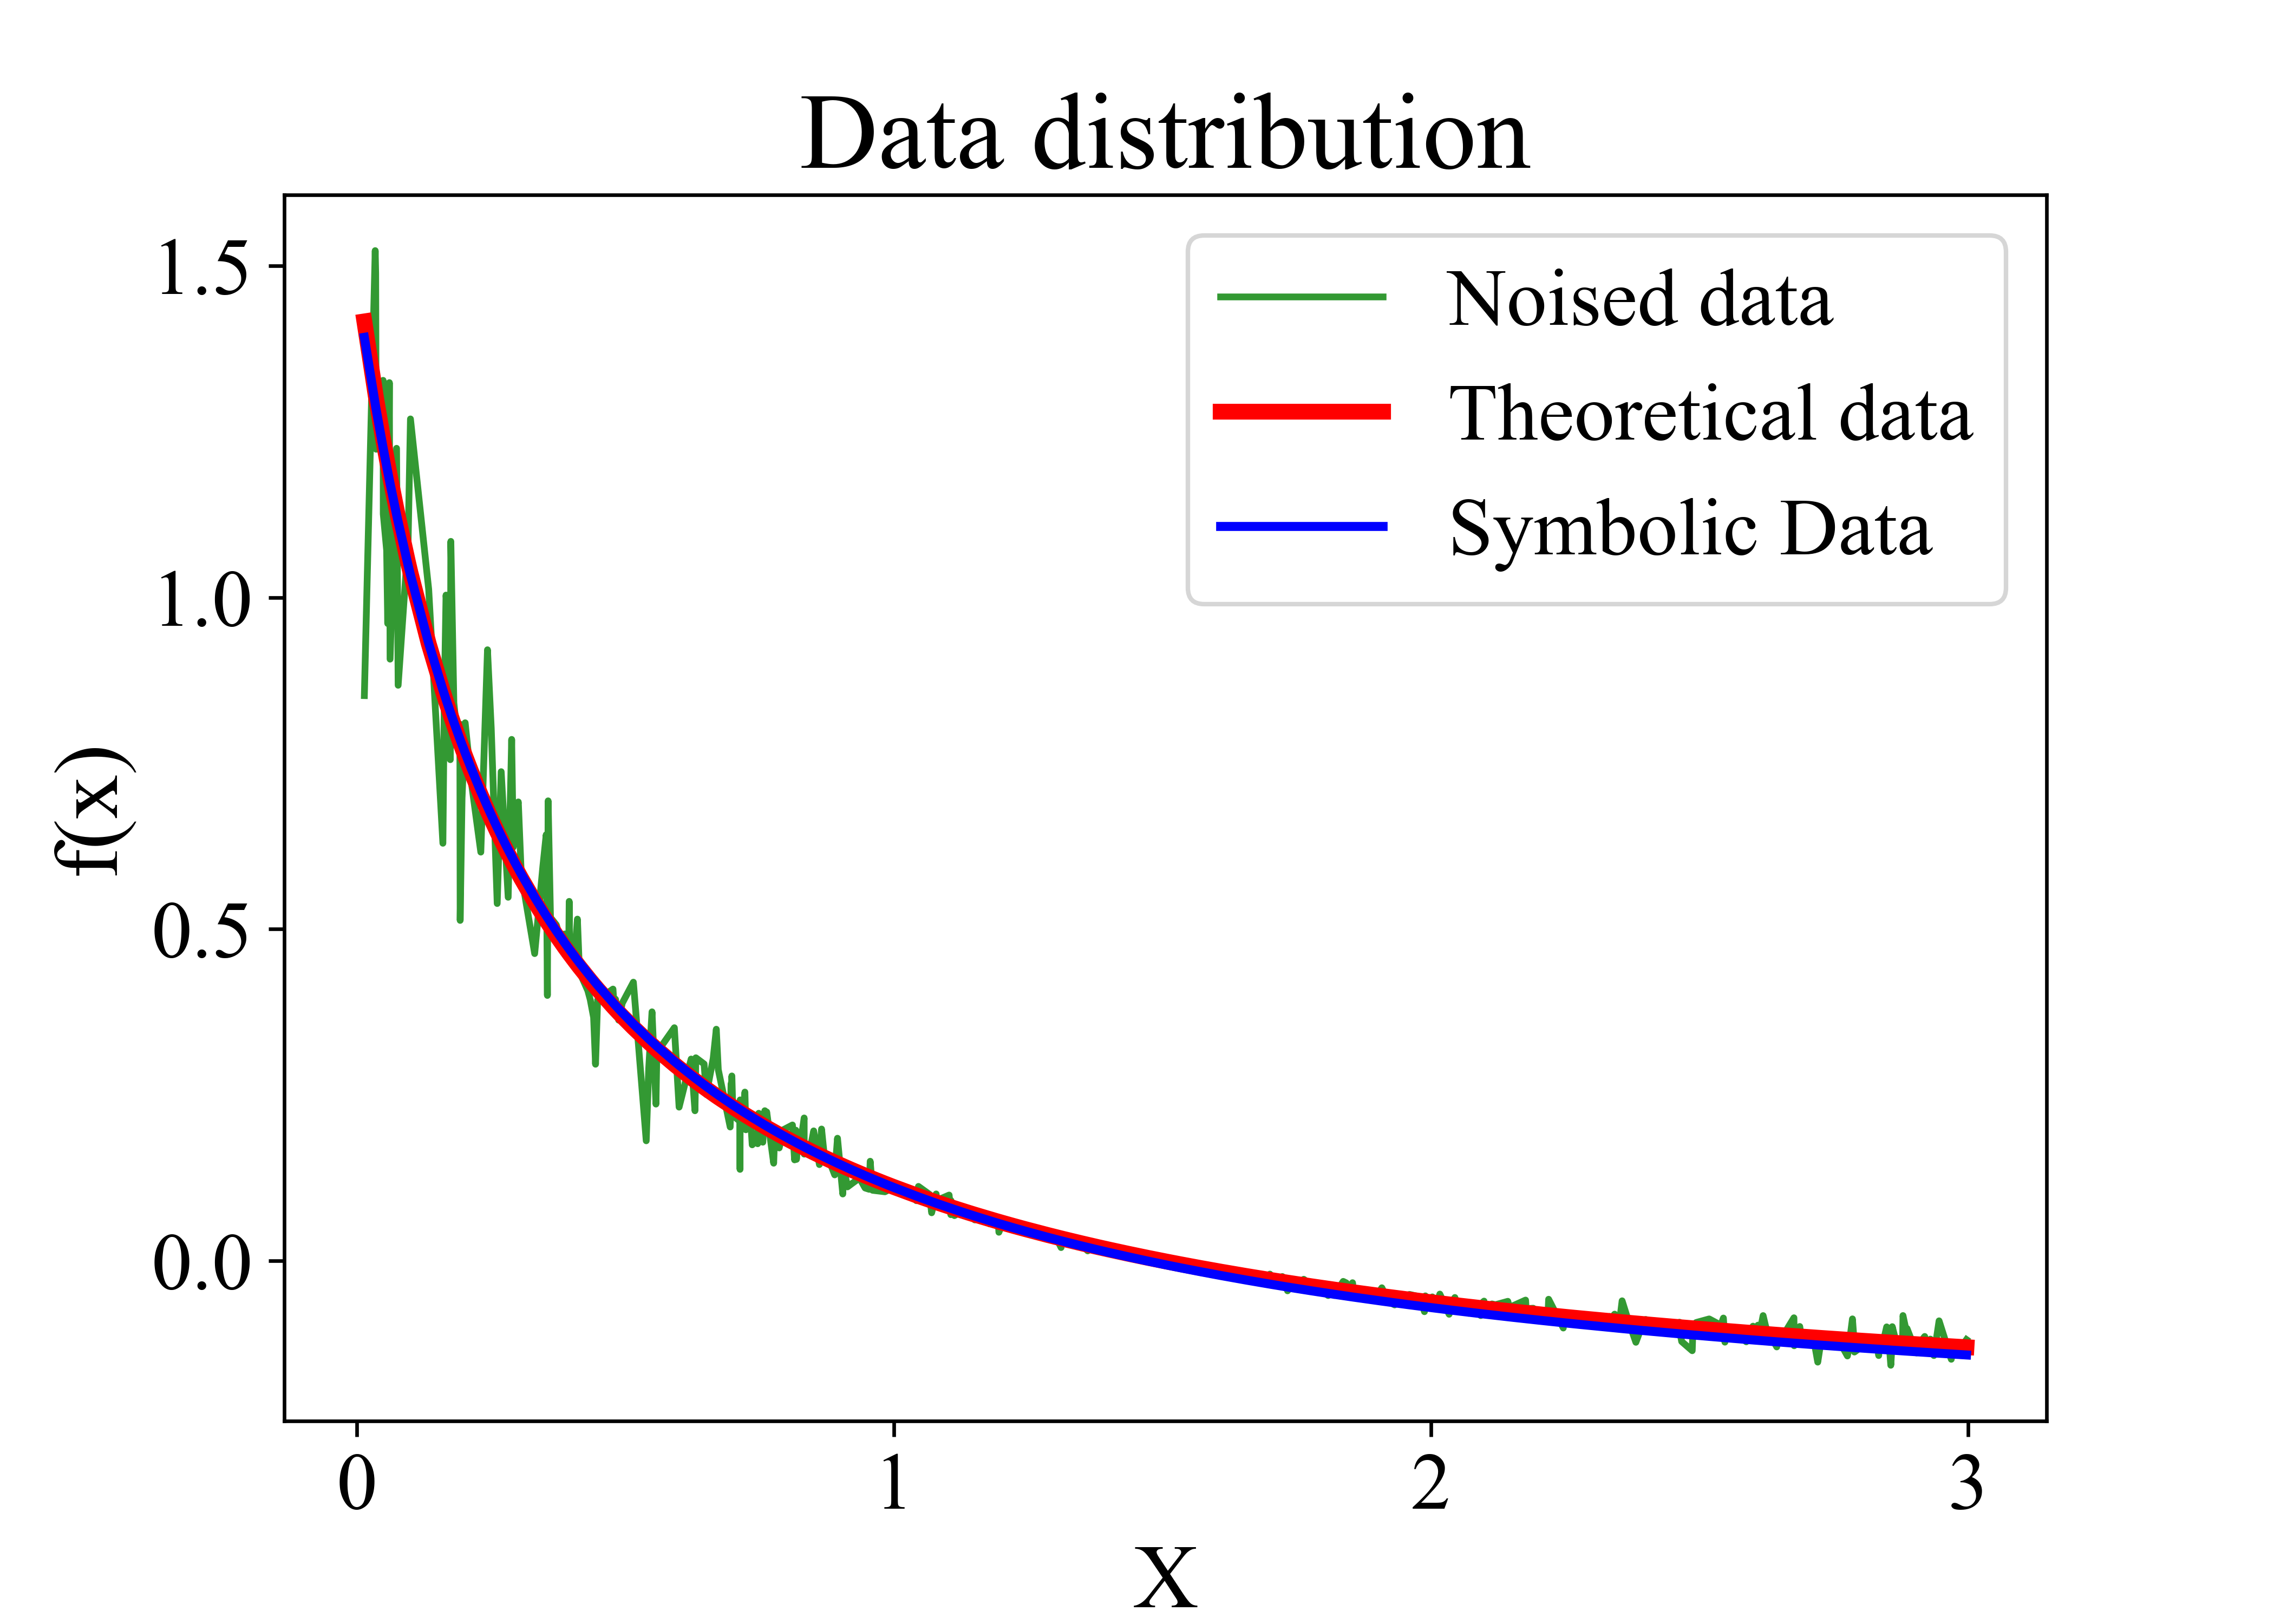 Data distribution
1.5
1.0
0.5
0.0
f(x)
Noised data
Theoretical data
Symbolic Data
0 1 2 3
X